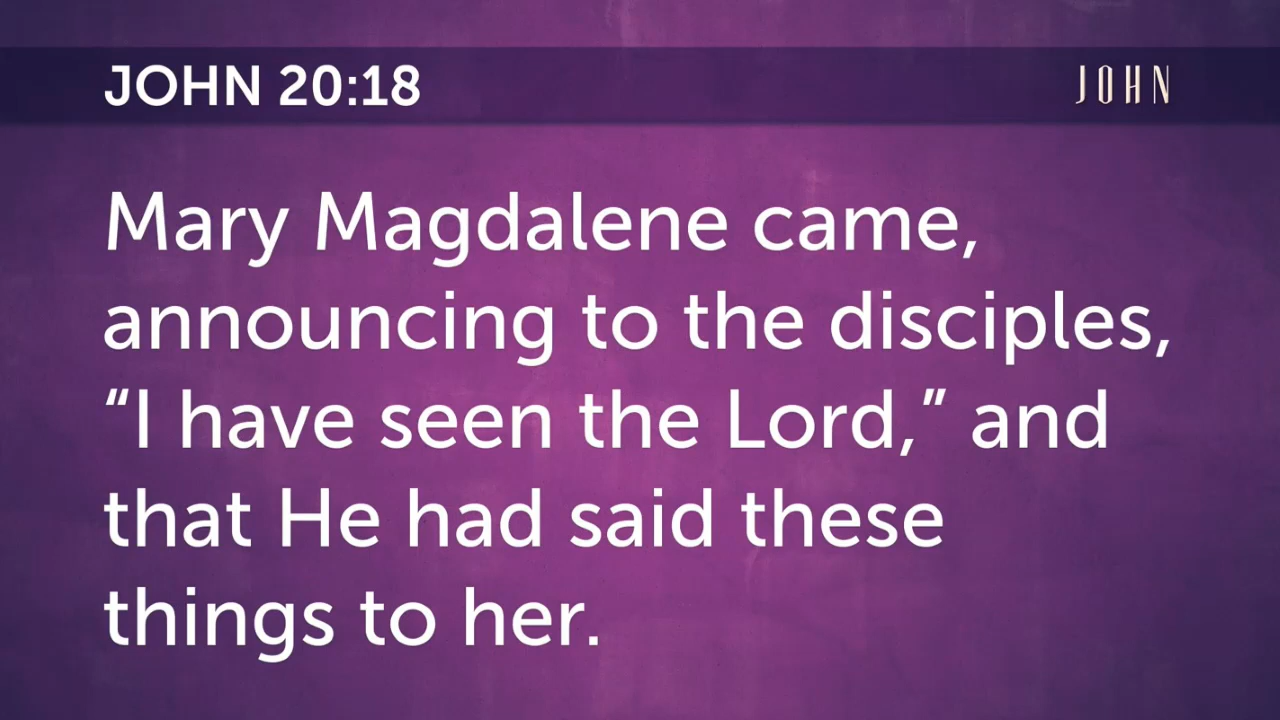 JOHN 20:18
JOHN
Mary Magdalene came,
announcing to the disciples,
“I have seen the Lord,” and
that He had said these
things to her.